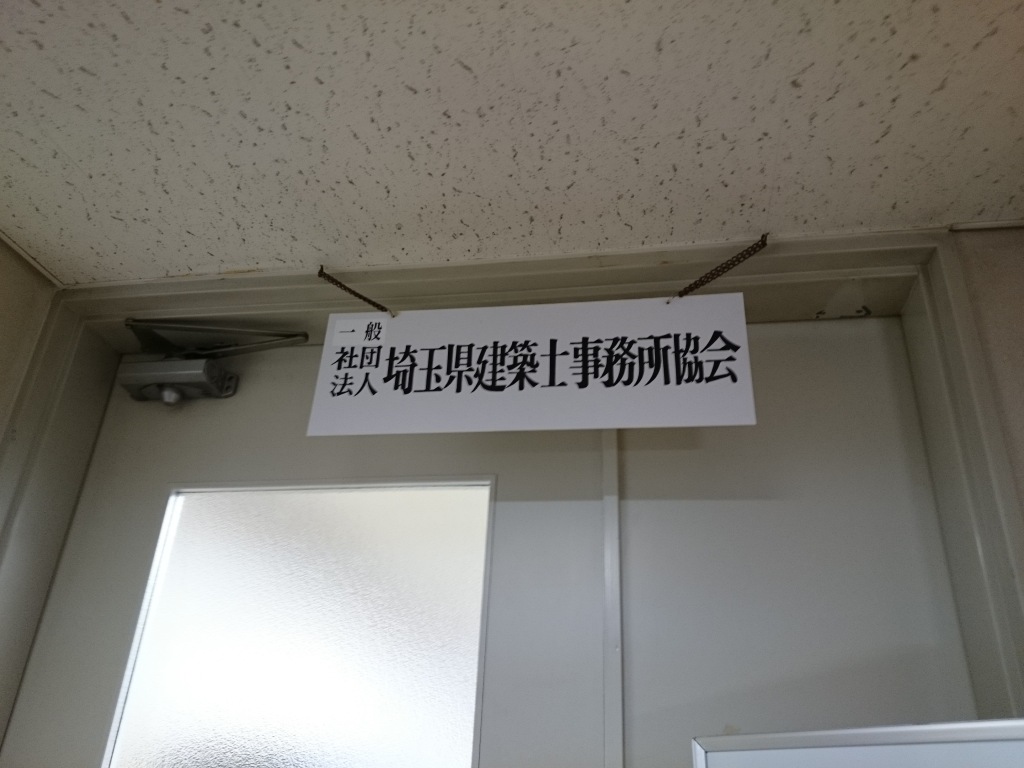 一般
社団
法人
埼玉県建築士事務所協会